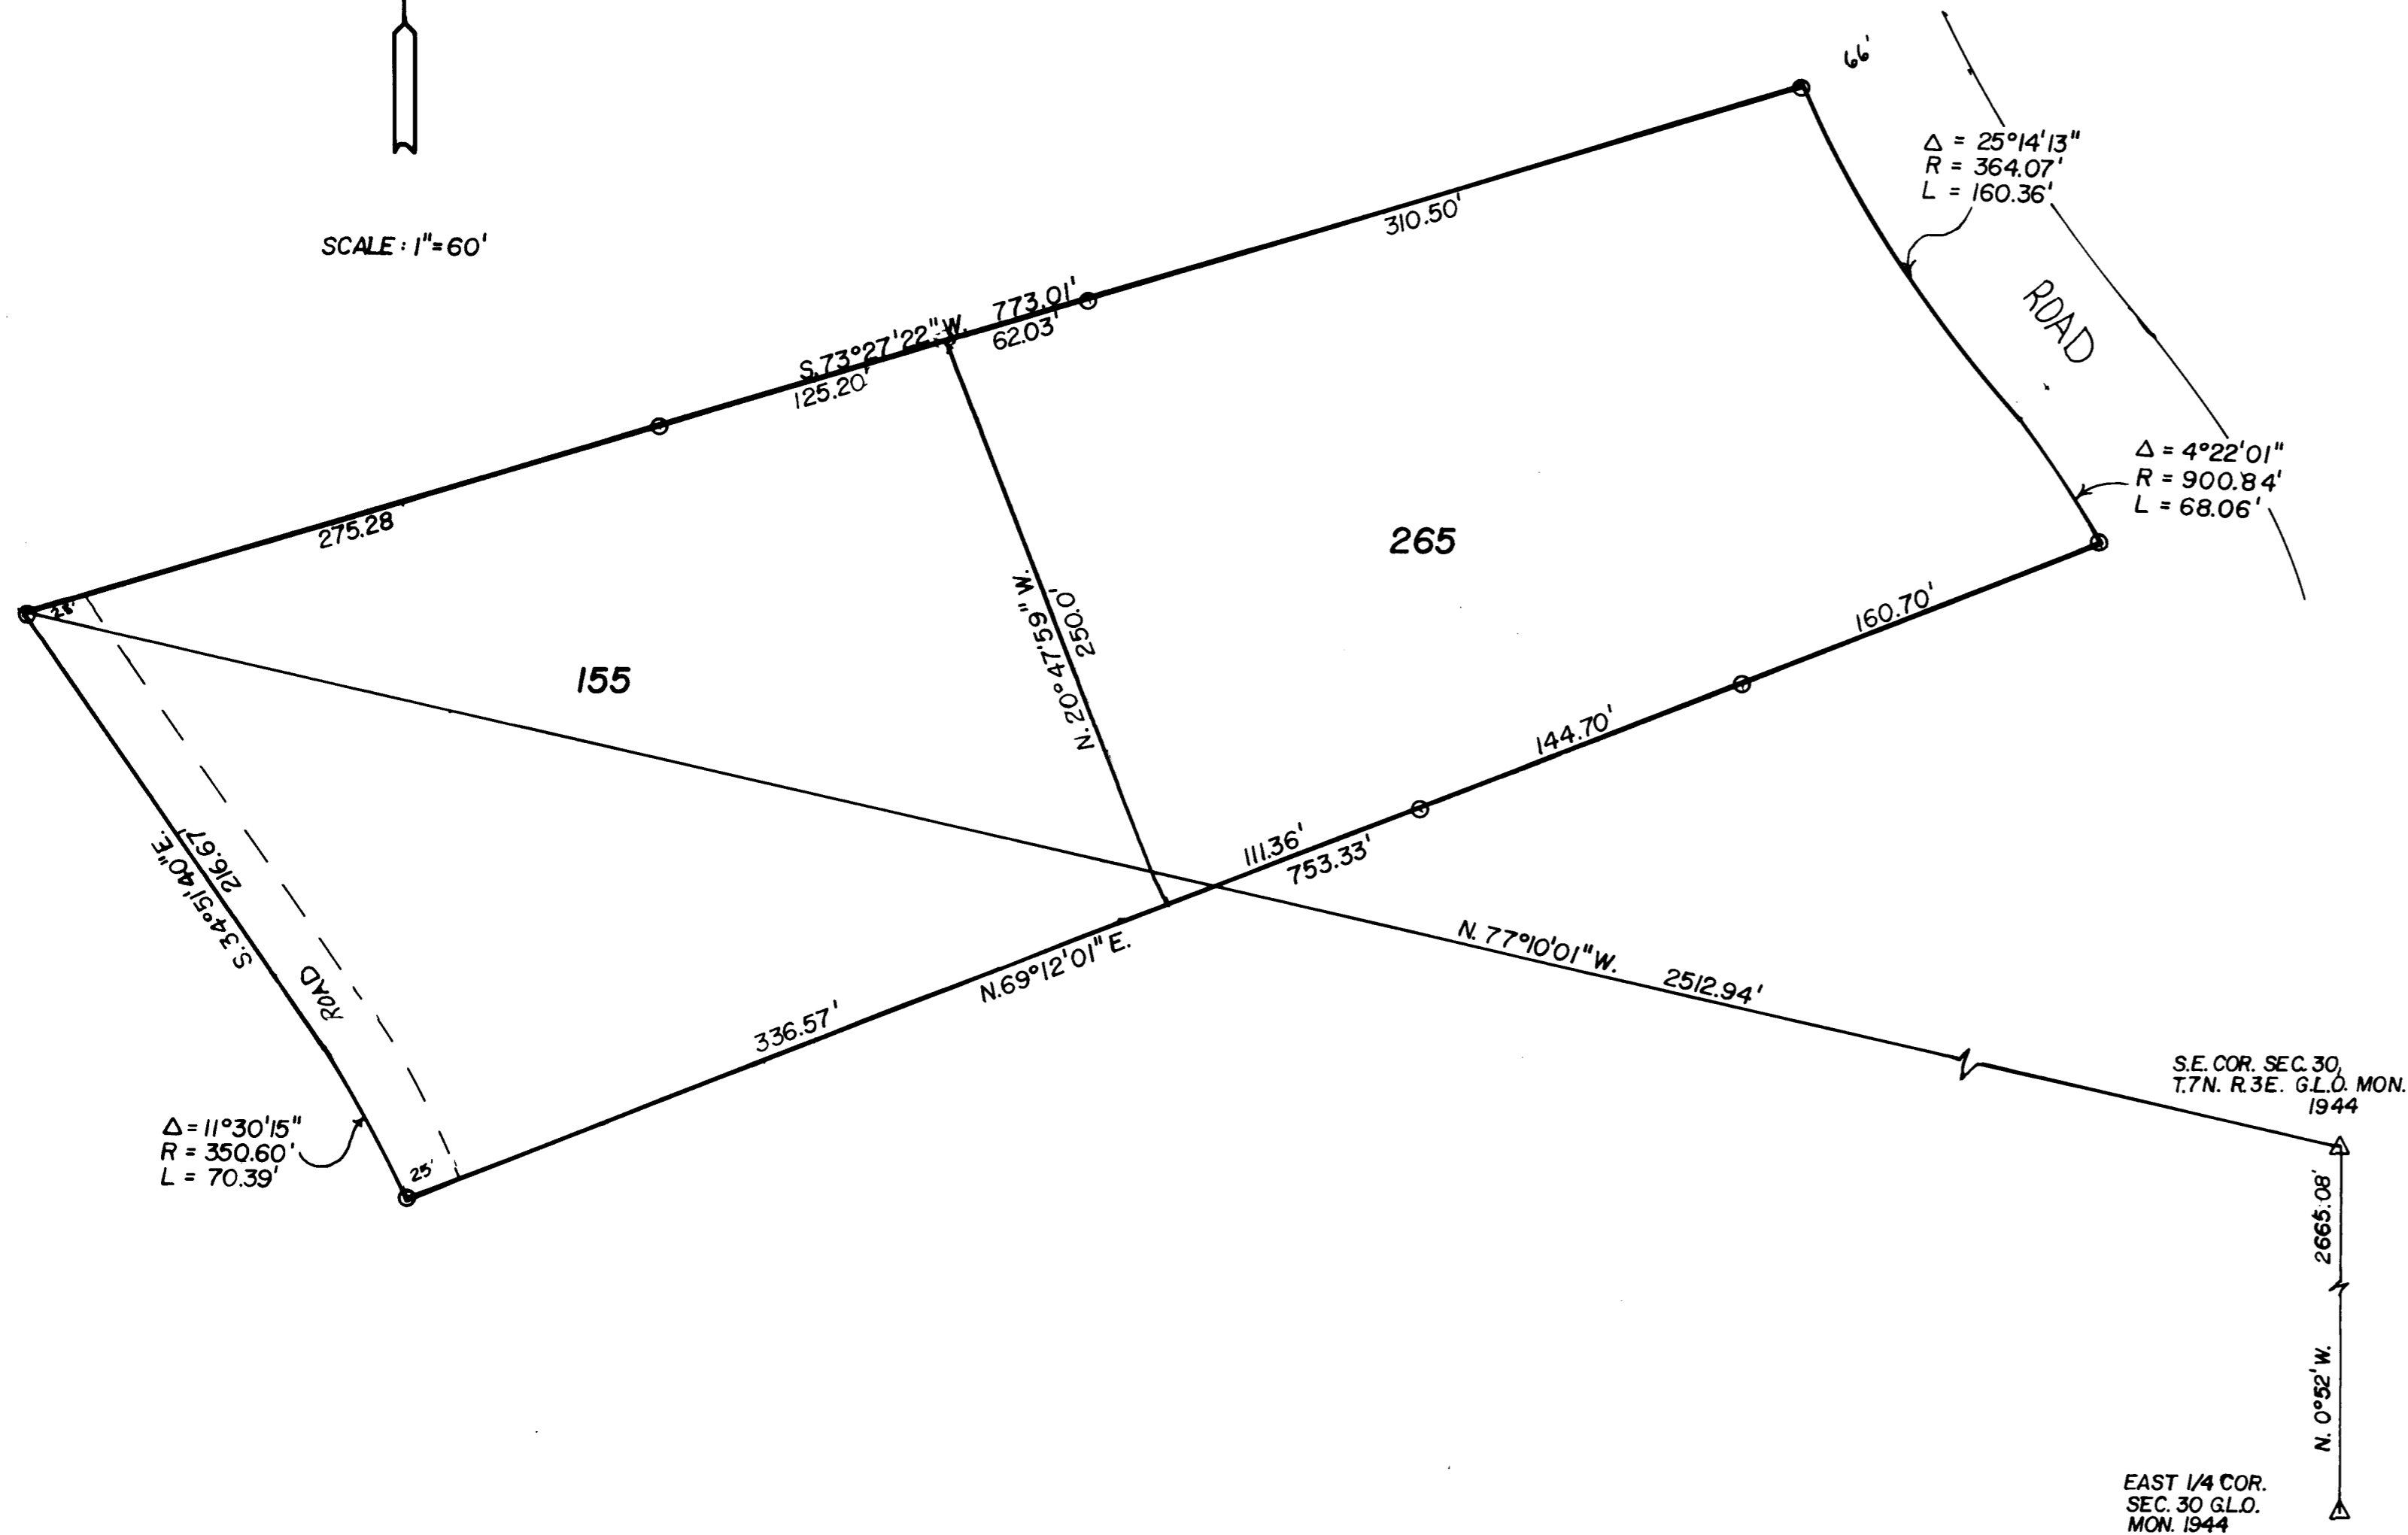 66'
Δ = 25°14'13"
R = 364.07'
L = 160.36'
SCALE: 1"=60'
310.50'
773.01'
62.03'
S.73°27'22"W.
125.20'
ROAD
275.28
Δ = 4°22'01"
R = 900.84'
L = 68.06'
265
160.70'
N. 20°47'59" W.
250.0'
155
144.70'
S.34°51'40"E.
216.67'
111.36'
753.33'
ROAD
N.69°12'01"E.
336.57'
N. 77°10'01"W. 2512.94'
Δ = 11°30'15"
R = 350.60'
L = 70.39'
25'
S.E. COR. SEC. 30,
T.7N. R.3E. G.L.O. MON.
1944
N. 0°52'W. 2665.08'
EAST 1/4 COR.
SEC. 30 G.L.O.
MON. 1944